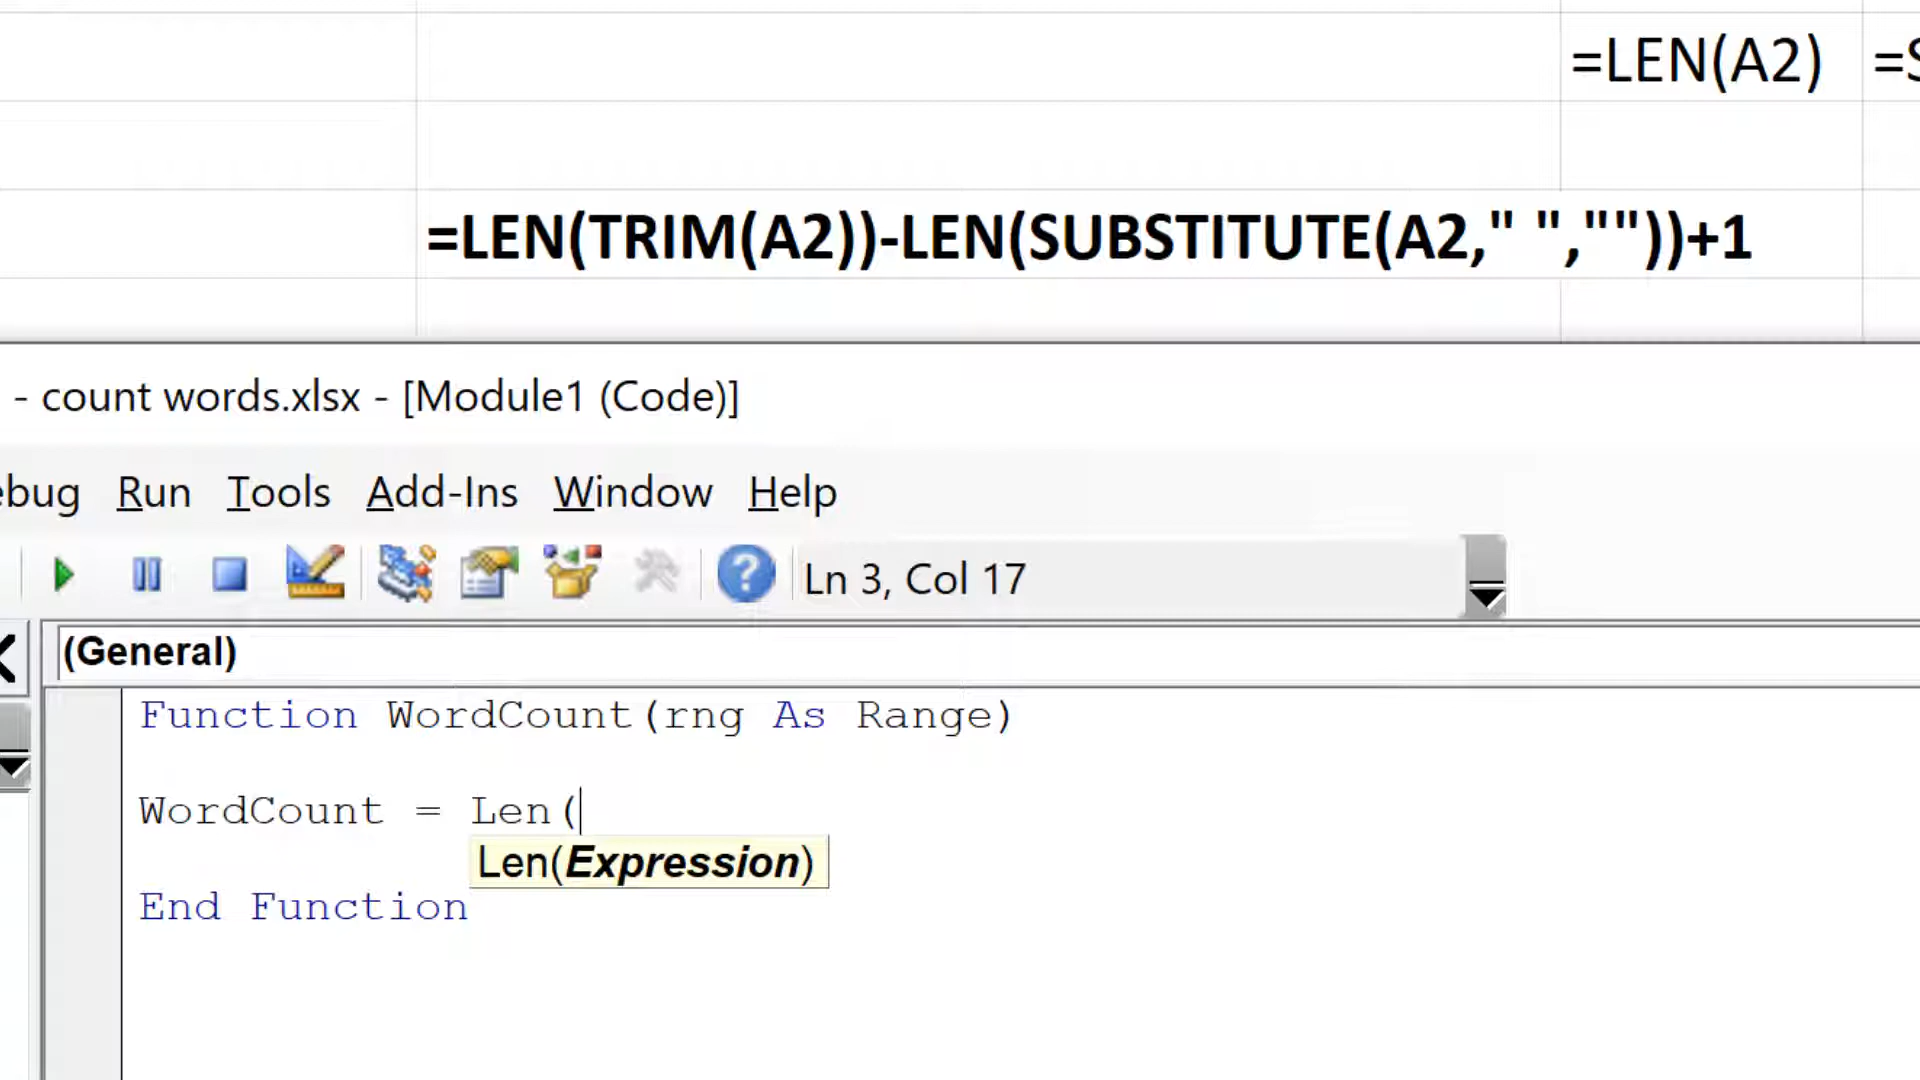 =LEN(A2) =S
=LEN(TRIM(A2))-LEN(SUBSTITUTE(A2," ",""))+1
- count words.xlsx - [Module1 (Code)]
ebug Run Tools Add-Ins Window Help
Ln 3, Col 17
(General)
Function WordCount(rng As Range)
WordCount = Len(
Len(Expression)
End Function